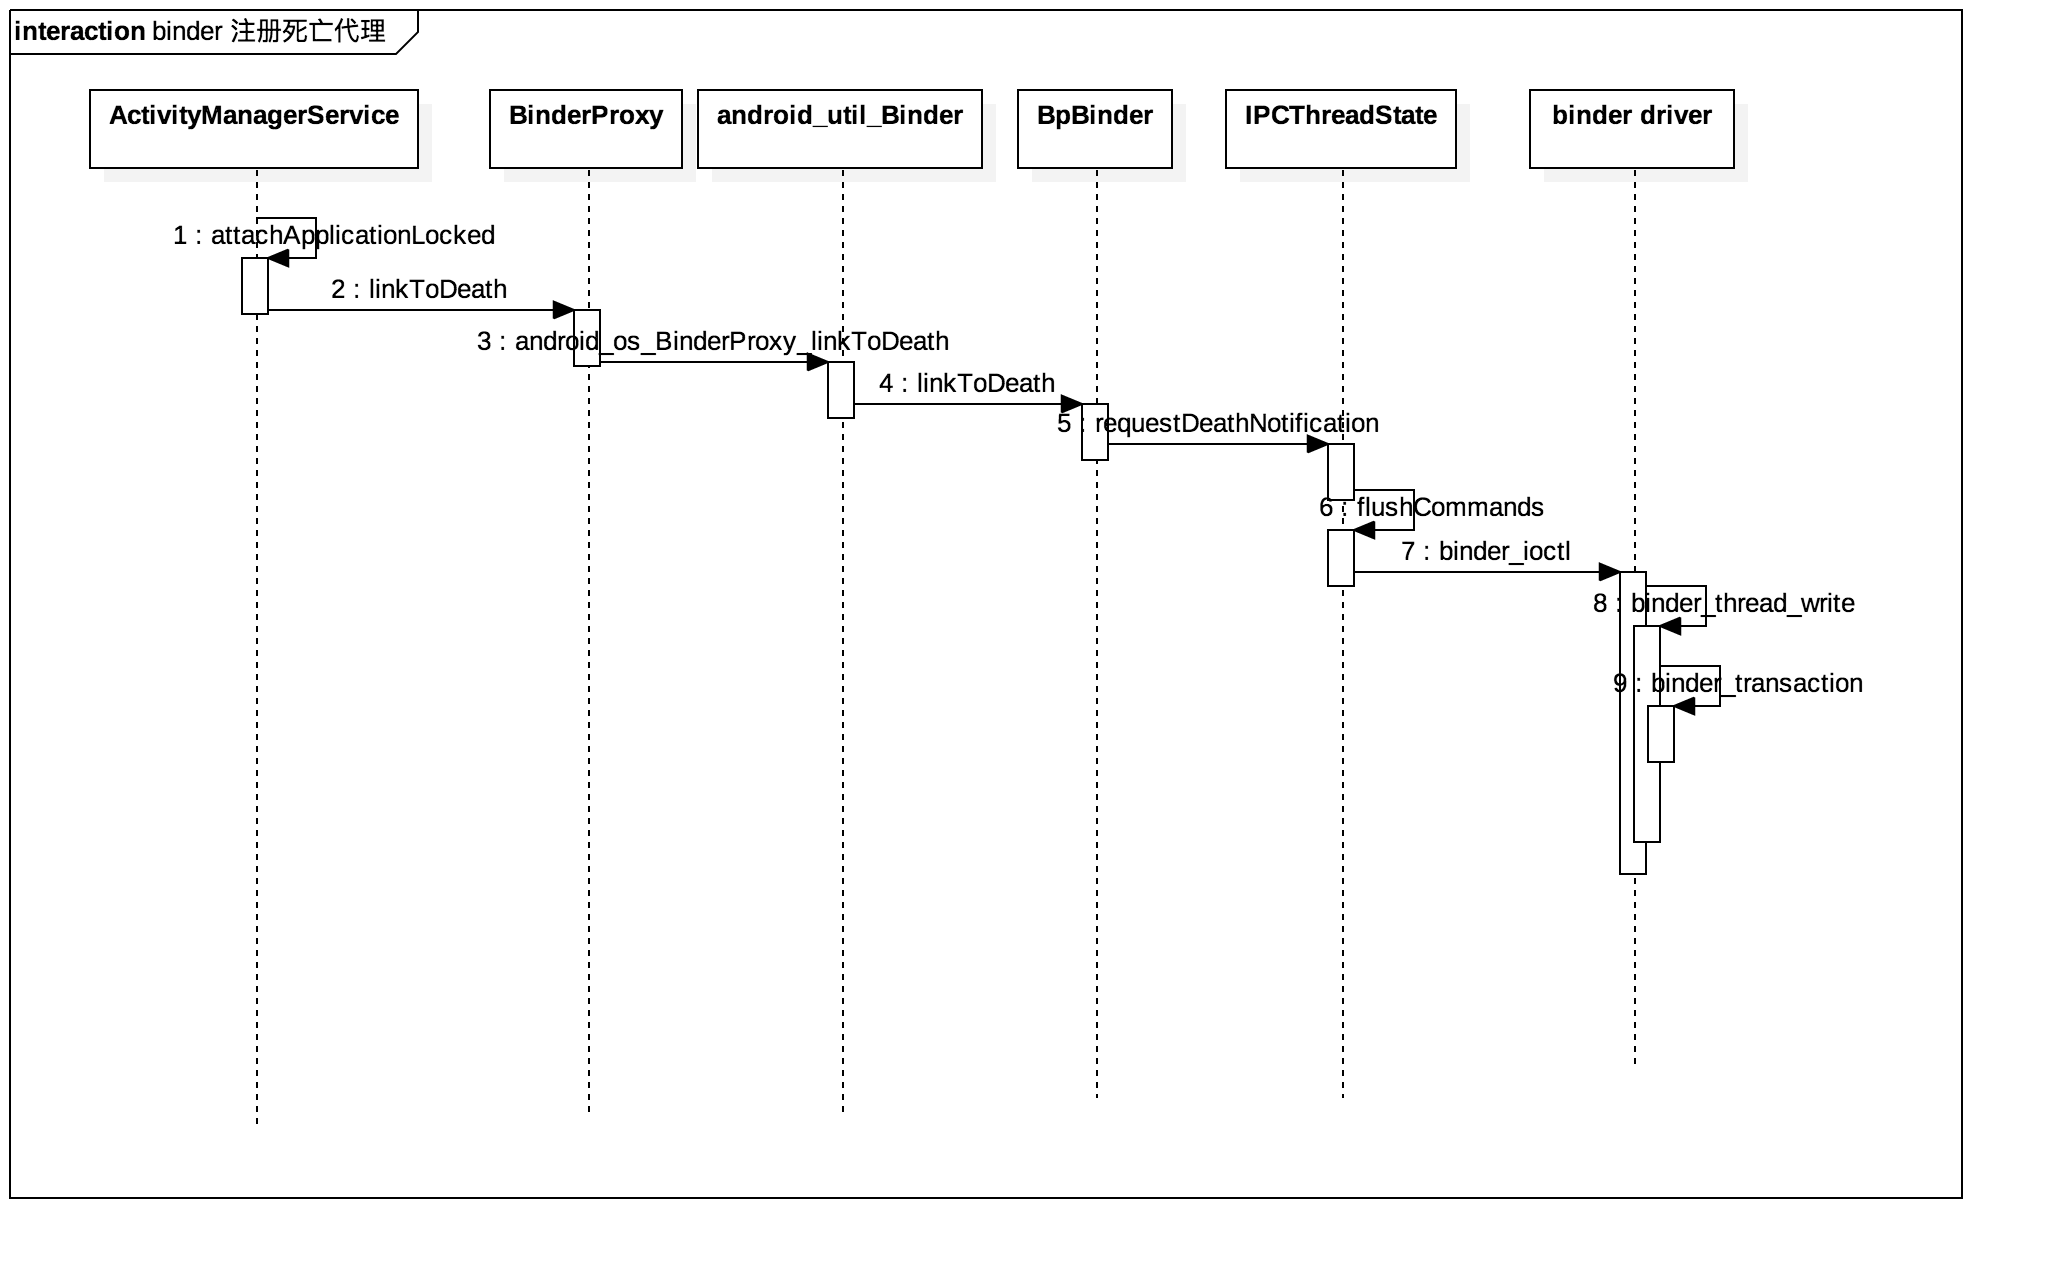 interaction binder 注册死亡代理
ActivityManagerService
BinderProxy
android_util_Binder
BpBinder
IPCThreadState
binder driver
1 : attachApplicationLocked
2 : linkToDeath
3 : android_os_BinderProxy_linkToDeath
4 : linkToDeath
5 : requestDeathNotification
6 : flushCommands
7 : binder_ioctl
8 : binder_thread_write
9 : binder_transaction